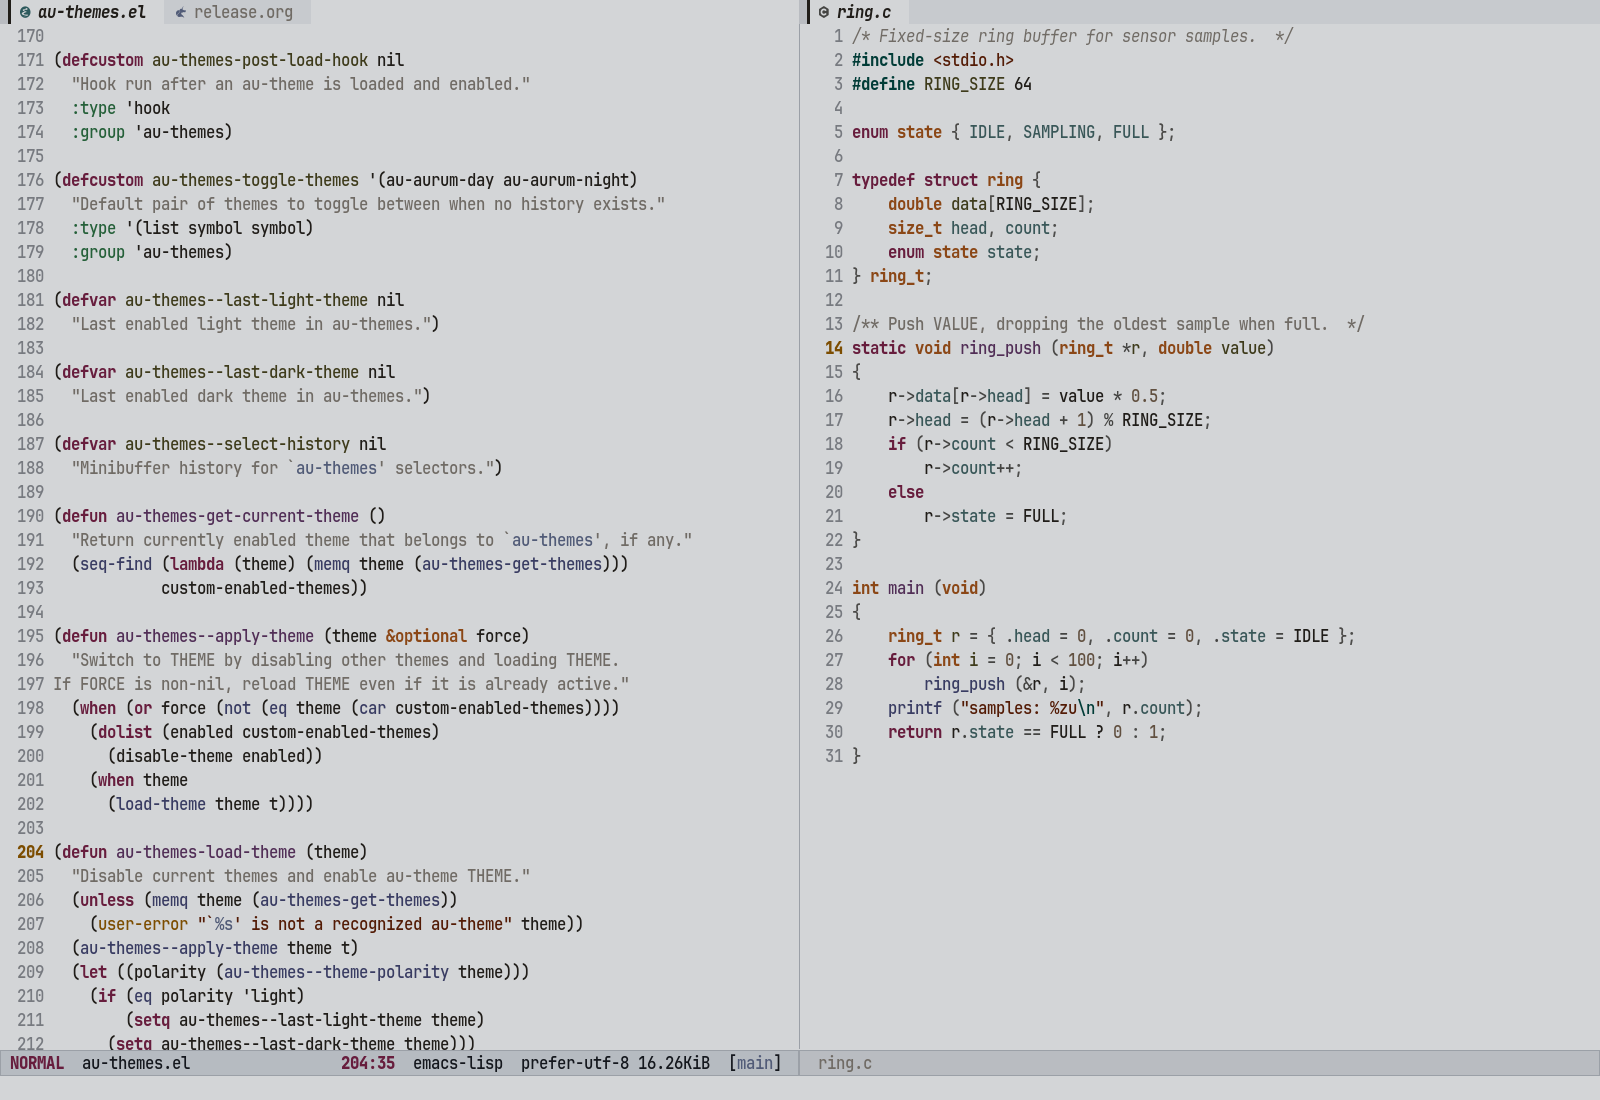 au-themes.el release.org
170
171 (defcustom au-themes-post-load-hook nil
172   "Hook run after an au-theme is loaded and enabled."
173   :type 'hook
174   :group 'au-themes)
175
176 (defcustom au-themes-toggle-themes '(au-aurum-day au-aurum-night)
177   "Default pair of themes to toggle between when no history exists."
178   :type '(list symbol symbol)
179   :group 'au-themes)
180
181 (defvar au-themes--last-light-theme nil
182   "Last enabled light theme in au-themes.")
183
184 (defvar au-themes--last-dark-theme nil
185   "Last enabled dark theme in au-themes.")
186
187 (defvar au-themes--select-history nil
188   "Minibuffer history for `au-themes' selectors.")
189
190 (defun au-themes-get-current-theme ()
191   "Return currently enabled theme that belongs to `au-themes', if any."
192   (seq-find (lambda (theme) (memq theme (au-themes-get-themes)))
193             custom-enabled-themes))
194
195 (defun au-themes--apply-theme (theme &optional force)
196   "Switch to THEME by disabling other themes and loading THEME.
197 If FORCE is non-nil, reload THEME even if it is already active."
198   (when (or force (not (eq theme (car custom-enabled-themes))))
199     (dolist (enabled custom-enabled-themes)
200       (disable-theme enabled))
201     (when theme
202       (load-theme theme t))))
203
204 (defun au-themes-load-theme (theme)
205   "Disable current themes and enable au-theme THEME."
206   (unless (memq theme (au-themes-get-themes))
207     (user-error "`%s' is not a recognized au-theme" theme))
208   (au-themes--apply-theme theme t)
209   (let ((polarity (au-themes--theme-polarity theme)))
210     (if (eq polarity 'light)
211         (setq au-themes--last-light-theme theme)
212       (setq au-themes--last-dark-theme theme)))
NORMAL au-themes.el 204:35 emacs-lisp prefer-utf-8 16.26KiB [main]
ring.c
1 /* Fixed-size ring buffer for sensor samples.  */
2 #include <stdio.h>
3 #define RING_SIZE 64
4
5 enum state { IDLE, SAMPLING, FULL };
6
7 typedef struct ring {
8     double data[RING_SIZE];
9     size_t head, count;
10     enum state state;
11 } ring_t;
12
13 /** Push VALUE, dropping the oldest sample when full.  */
14 static void ring_push (ring_t *r, double value)
15 {
16     r->data[r->head] = value * 0.5;
17     r->head = (r->head + 1) % RING_SIZE;
18     if (r->count < RING_SIZE)
19         r->count++;
20     else
21         r->state = FULL;
22 }
23
24 int main (void)
25 {
26     ring_t r = { .head = 0, .count = 0, .state = IDLE };
27     for (int i = 0; i < 100; i++)
28         ring_push (&r, i);
29     printf ("samples: %zu\n", r.count);
30     return r.state == FULL ? 0 : 1;
31 }
ring.c